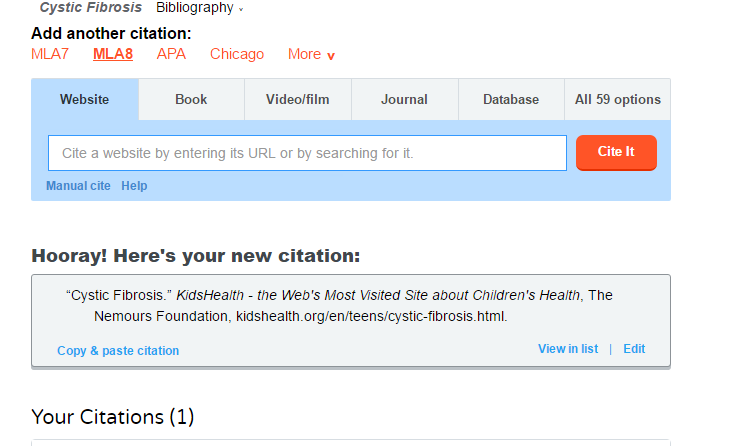 Cystic Fibrosis Bibliography
Add another citation:
MLA7 MLA8 APA Chicago More v
Website Book Video/film Journal Database All 59 options
Cite a website by entering its URL or by searching for it. Cite It
Manual cite Help
Hooray! Here's your new citation:
“Cystic Fibrosis.” KidsHealth - the Web's Most Visited Site about Children's Health, The
Nemours Foundation, kidshealth.org/en/teens/cystic-fibrosis.html.
Copy & paste citation View in list | Edit
Your Citations (1)